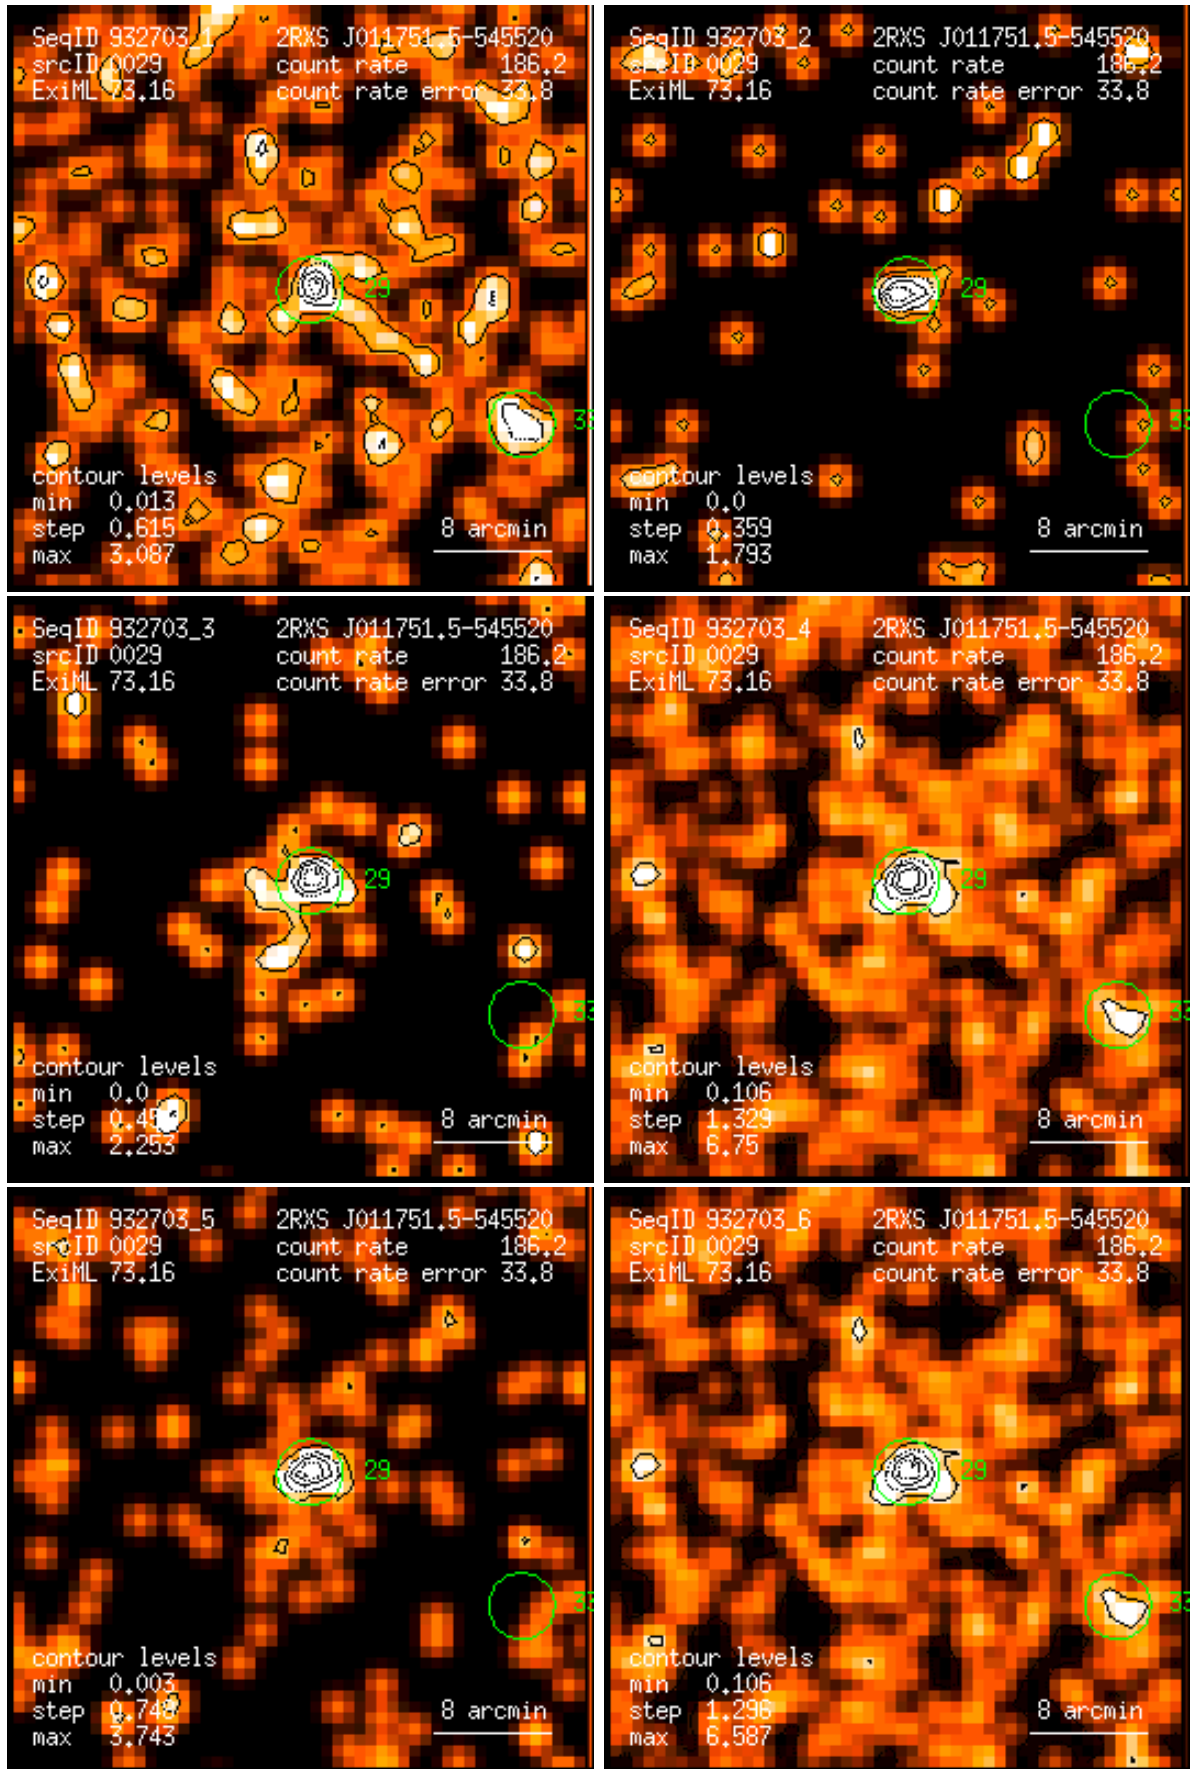 SeqID 932703_1 2RXS J011751.5-545520
srcID 0029 count rate 186.2
ExiML 73.16 count rate error 33.8
29
33
contour levels
min 0.013
step 0.615
max 3.087
8 arcmin
SeqID 932703_2 2RXS J011751.5-545520
srcID 0029 count rate 186.2
ExiML 73.16 count rate error 33.8
29
33
contour levels
min 0.0
step 0.359
max 1.793
8 arcmin
SeqID 932703_3 2RXS J011751.5-545520
srcID 0029 count rate 186.2
ExiML 73.16 count rate error 33.8
29
33
contour levels
min 0.0
step
max 2.253
8 arcmin
SeqID 932703_4 2RXS J011751.5-545520
srcID 0029 count rate 186.2
ExiML 73.16 count rate error 33.8
29
33
contour levels
min 0.106
step 1.329
max 6.75
8 arcmin
SeqID 932703_5 2RXS J011751.5-545520
srcID 0029 count rate 186.2
ExiML 73.16 count rate error 33.8
29
33
contour levels
min 0.003
step 0.748
max 3.743
8 arcmin
SeqID 932703_6 2RXS J011751.5-545520
srcID 0029 count rate 186.2
ExiML 73.16 count rate error 33.8
29
33
contour levels
min 0.106
step 1.296
max 6.587
8 arcmin